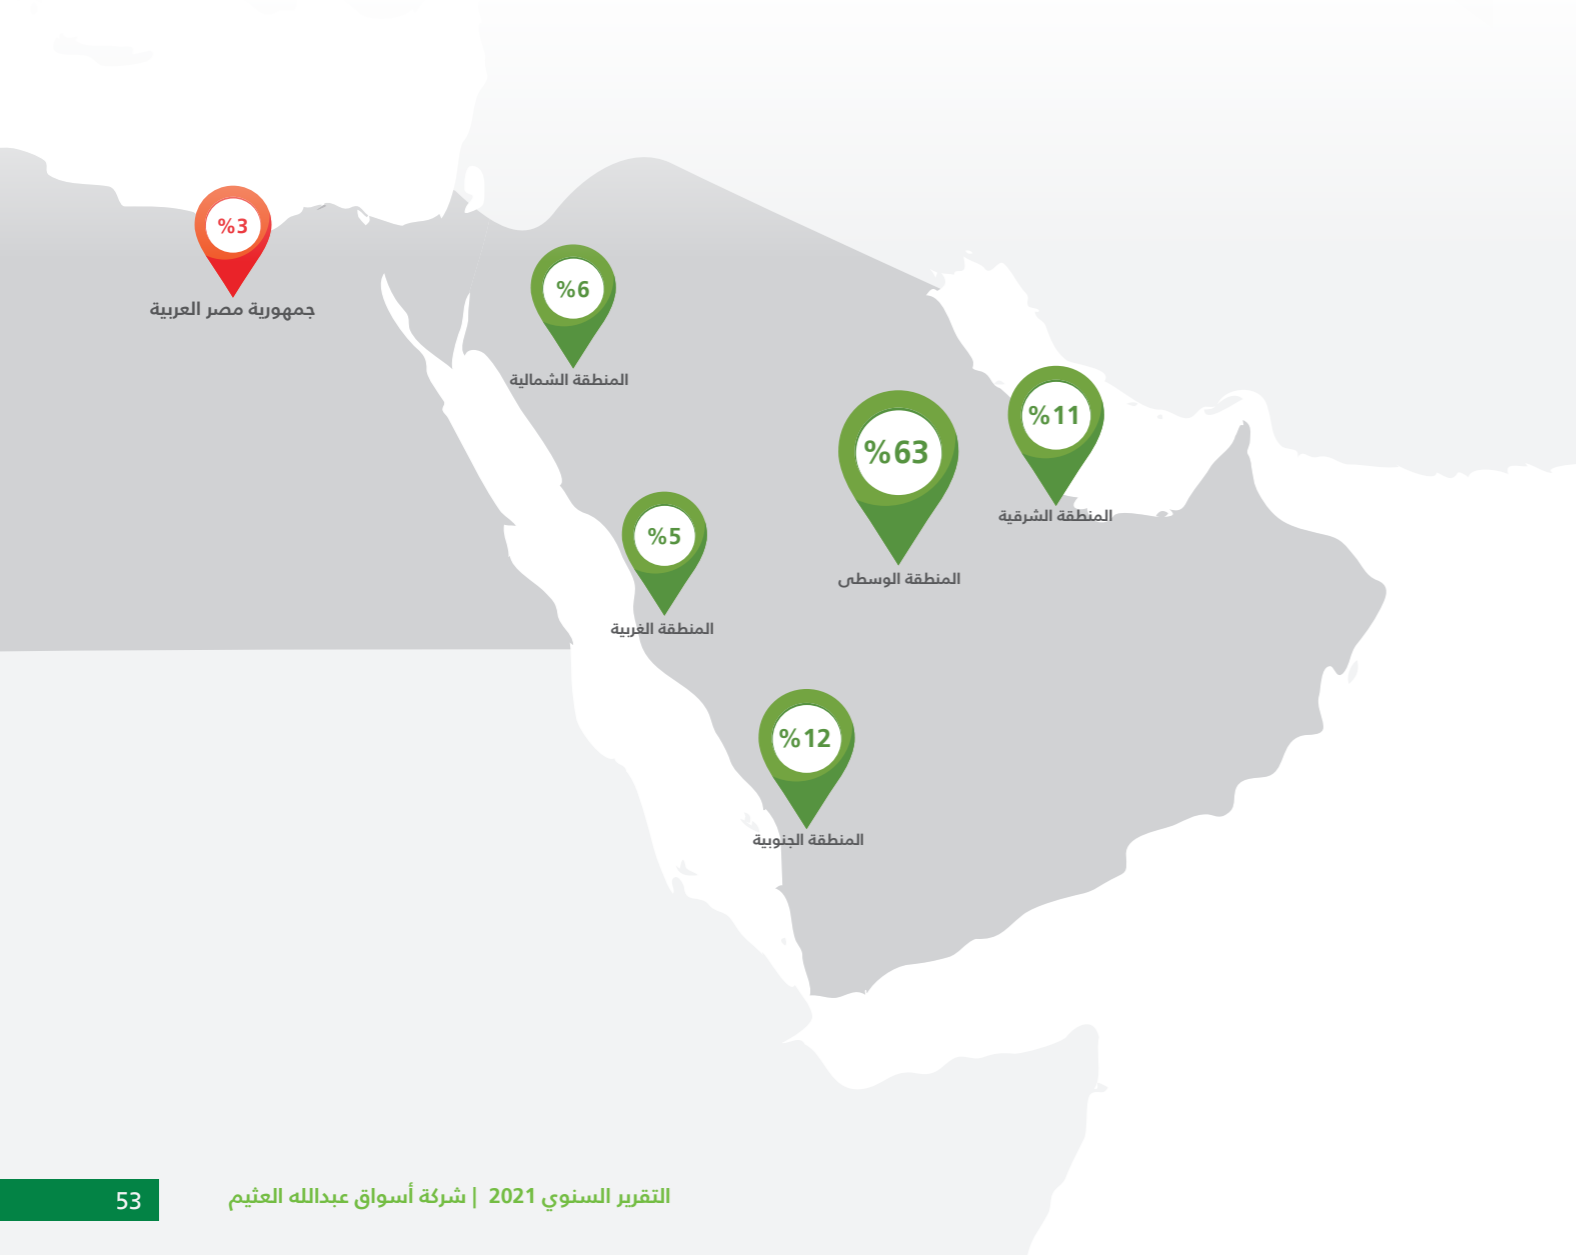 %3
جمهورية مصر العربية
%6
المنطقة الشمالية
%11
المنطقة الشرقية
%63
المنطقة الوسطى
%5
المنطقة الغربية
%12
المنطقة الجنوبية
التقرير السنوي 2021 | شركة أسواق عبدالله العثيم
53